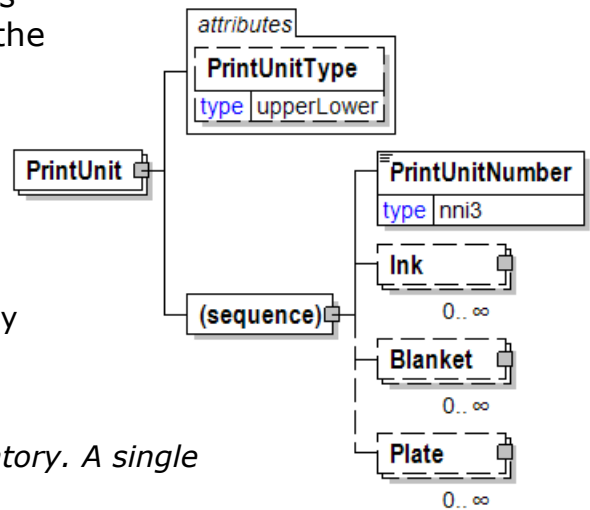 s
the
attributes
PrintUnitType
type upperLower
PrintUnit
PrintUnitNumber
type nni3
Ink
0.. ∞
(sequence)
y
Blanket
0.. ∞
tory. A single
Plate
0.. ∞